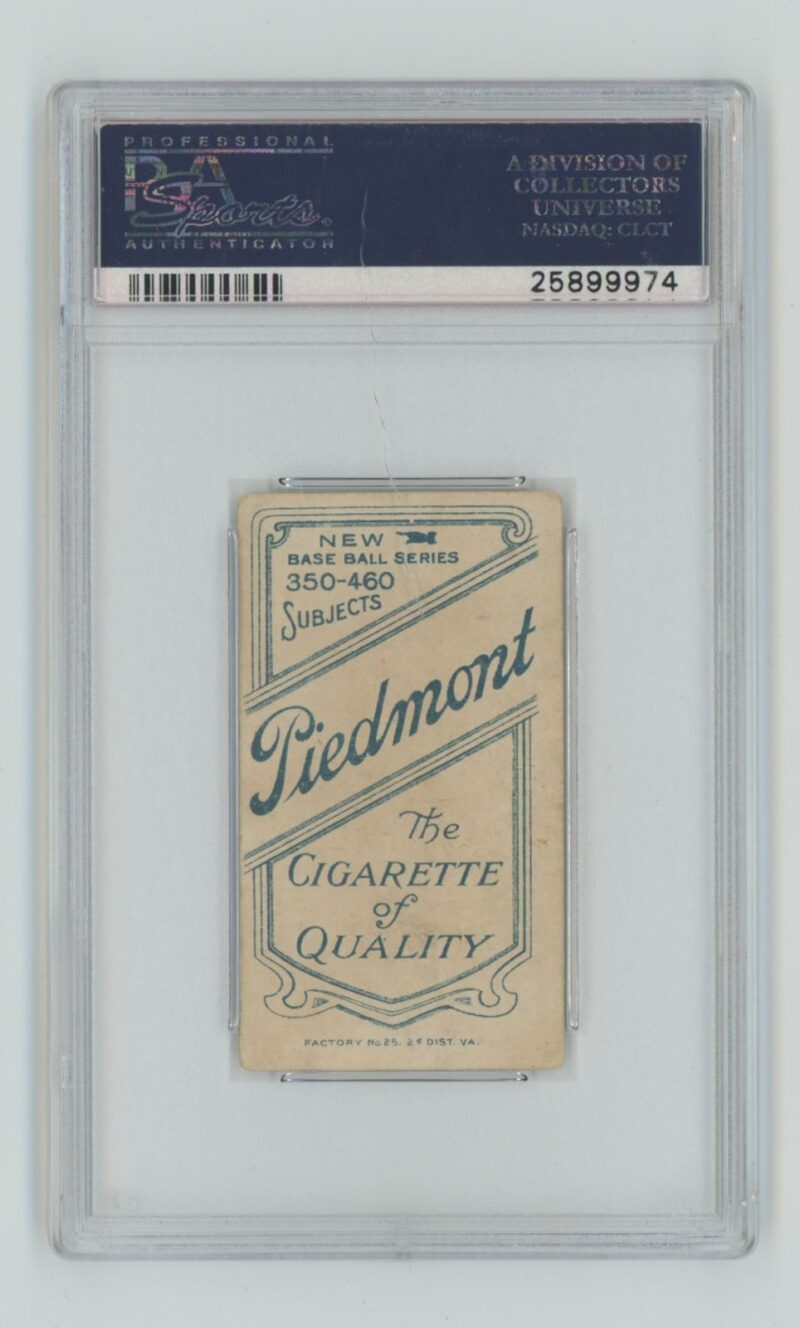 PROFESSIONAL
PSA
Sports
AUTHENTICATOR
A DIVISION OF
COLLECTORS
UNIVERSE
NASDAQ: CLCT
25899974
NEW
BASE BALL SERIES
350-460
SUBJECTS
Piedmont
The
CIGARETTE
of
QUALITY
FACTORY No.25. 2d DIST. VA.